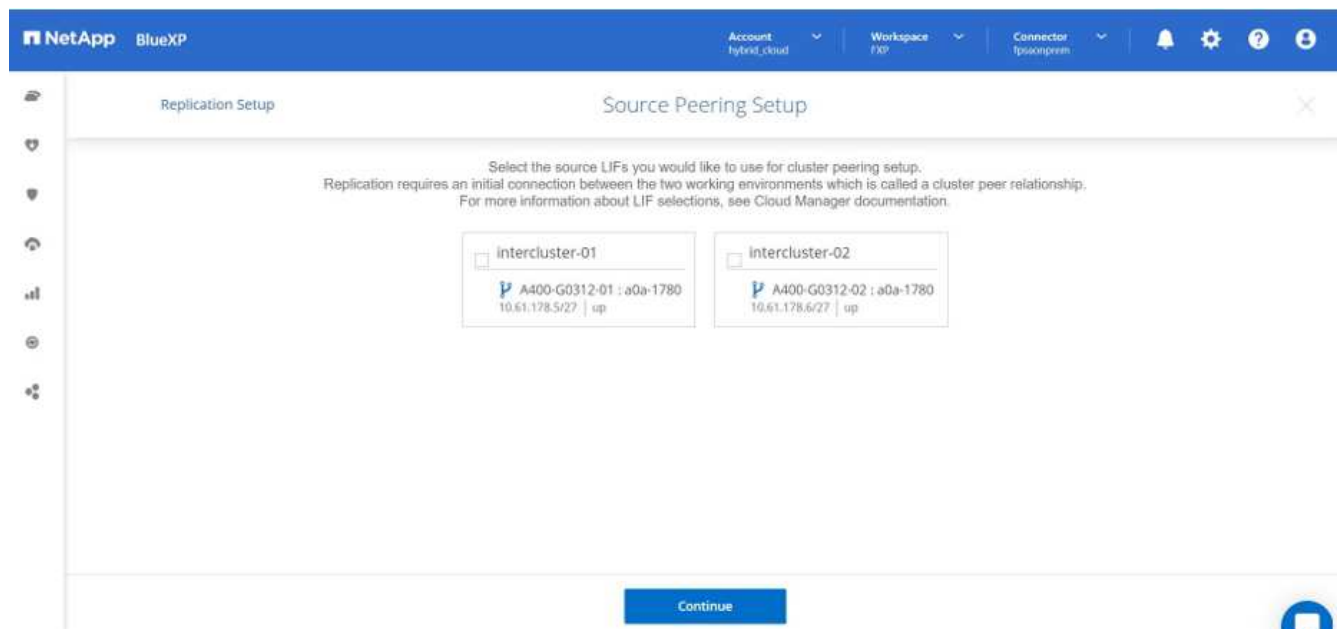 NetApp BlueXP
Account
hybrid_cloud
Workspace
FXP
Connector
fpsaonprem
Replication Setup
Source Peering Setup
Select the source LIFs you would like to use for cluster peering setup.
Replication requires an initial connection between the two working environments which is called a cluster peer relationship.
For more information about LIF selections, see Cloud Manager documentation.
intercluster-01
A400-G0312-01 : a0a-1780
10.61.178.5/27 | up
intercluster-02
A400-G0312-02 : a0a-1780
10.61.178.6/27 | up
Continue